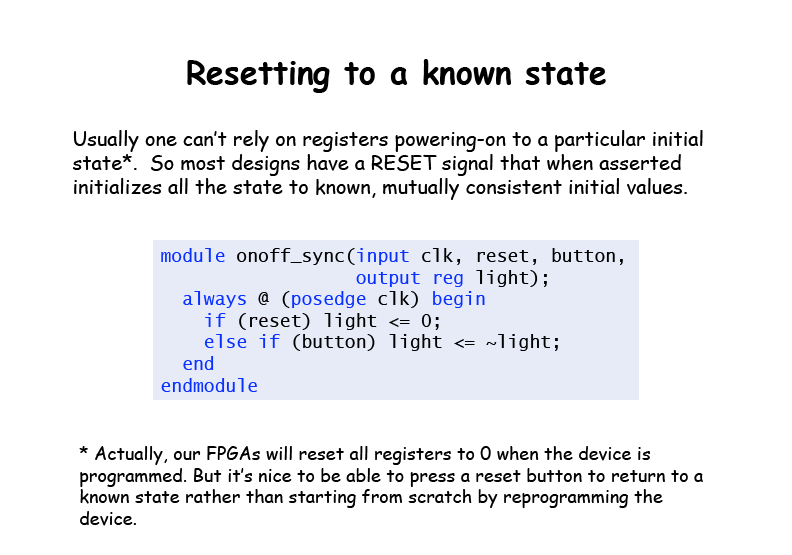 Resetting to a known state
Usually one can't rely on registers powering-on to a particular initial
state*. So most designs have a RESET signal that when asserted
initializes all the state to known, mutually consistent initial values.
module onoff_sync(input clk, reset, button,
                  output reg light);
  always @ (posedge clk) begin
    if (reset) light <= 0;
    else if (button) light <= ~light;
  end
endmodule
* Actually, our FPGAs will reset all registers to 0 when the device is
programmed. But it's nice to be able to press a reset button to return to a
known state rather than starting from scratch by reprogramming the
device.